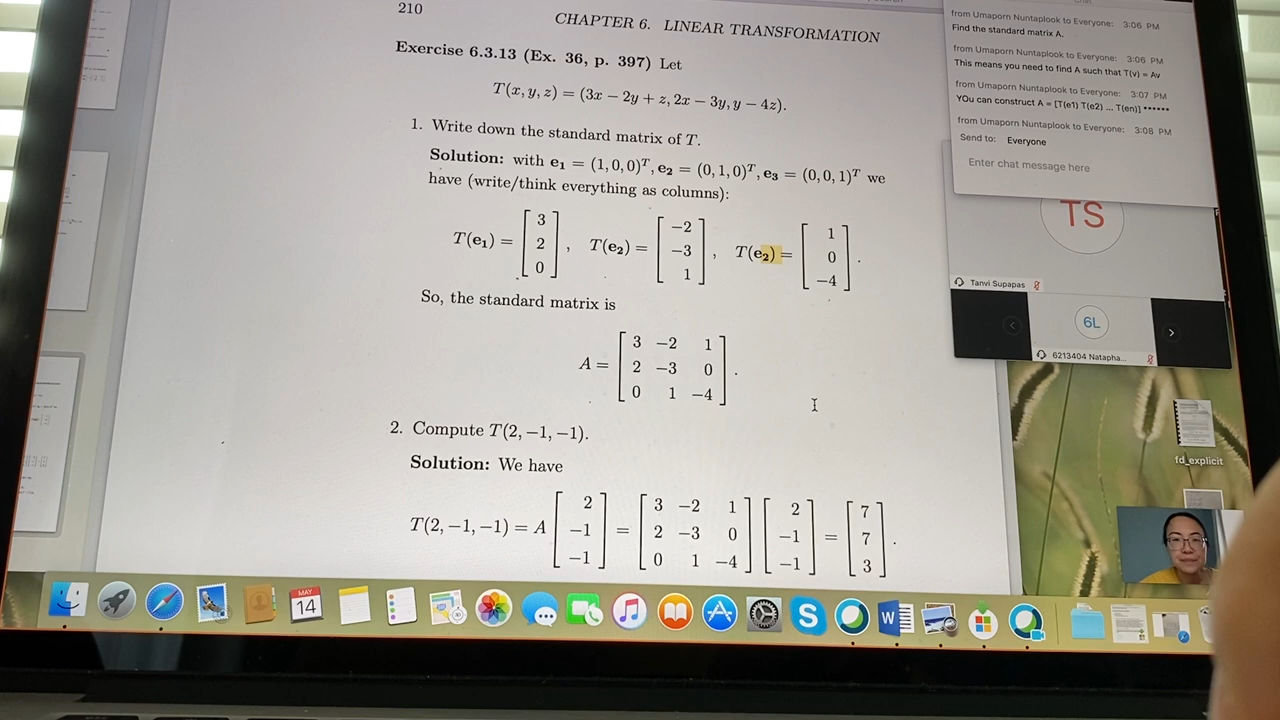 210
CHAPTER 6. LINEAR TRANSFORMATION
Exercise 6.3.13 (Ex. 36, p. 397) Let
T(x, y, z) = (3x − 2y + z, 2x − 3y, y − 4z).
1. Write down the standard matrix of T.
Solution: with e₁ = (1, 0, 0)ᵀ, e₂ = (0, 1, 0)ᵀ, e₃ = (0, 0, 1)ᵀ we
have (write/think everything as columns):
T(e₁) = [3 2 0], T(e₂) = [−2 −3 1], T(e₂) = [1 0 −4].
So, the standard matrix is
A = [3 −2 1
2 −3 0
0 1 −4].
2. Compute T(2, −1, −1).
Solution: We have
T(2, −1, −1) = A [2 −1 −1] = [3 −2 1
2 −3 0
0 1 −4] [2 −1 −1] = [7 7 3].
from Umaporn Nuntaplook to Everyone: 3:06 PM
Find the standard matrix A.
from Umaporn Nuntaplook to Everyone: 3:06 PM
This means you need to find A such that T(v) = Av
from Umaporn Nuntaplook to Everyone: 3:07 PM
YOu can construct A = [T(e1) T(e2) ... T(en)] ******
from Umaporn Nuntaplook to Everyone: 3:08 PM
Send to: Everyone
Enter chat message here
TS
Tanvi Supapas
6L
6213404 Natapha...
fd_explicit
MAY
14
30
S
W